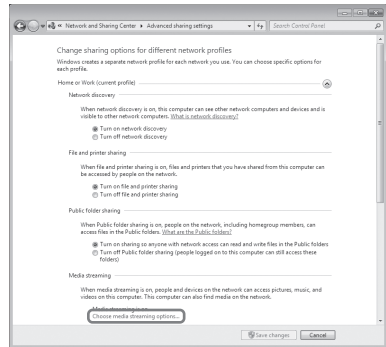 « Network and Sharing Center ▸ Advanced sharing settings
Search Control Panel
Change sharing options for different network profiles
Windows creates a separate network profile for each network you use. You can choose specific options for
each profile.
Home or Work (current profile)
Network discovery
When network discovery is on, this computer can see other network computers and devices and is
visible to other network computers. What is network discovery?
Turn on network discovery
Turn off network discovery
File and printer sharing
When file and printer sharing is on, files and printers that you have shared from this computer can
be accessed by people on the network.
Turn on file and printer sharing
Turn off file and printer sharing
Public folder sharing
When Public folder sharing is on, people on the network, including homegroup members, can
access files in the Public folders. What are the Public folders?
Turn on sharing so anyone with network access can read and write files in the Public folders
Turn off Public folder sharing (people logged on to this computer can still access these
folders)
Media streaming
When media streaming is on, people and devices on the network can access pictures, music, and
videos on this computer. This computer can also find media on the network.
Media streaming is on
Choose media streaming options...
Save changes
Cancel